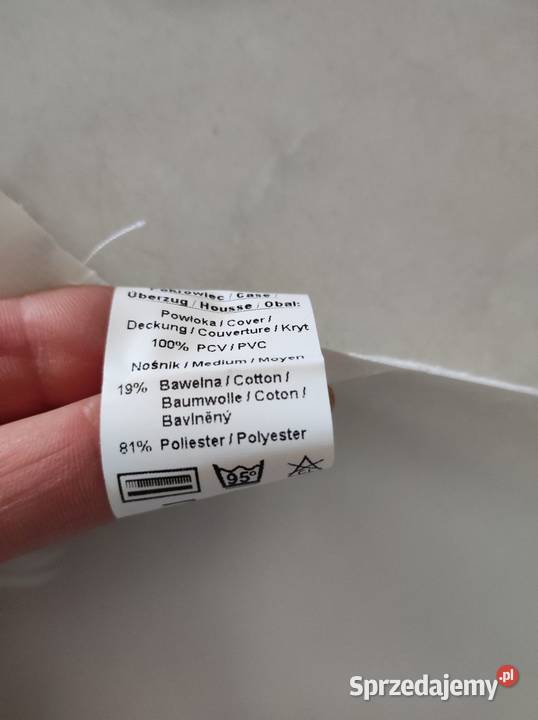 Pokrowiec / Case /
Überzug / Housse / Obal:
Powłoka / Cover /
Deckung / Couverture / Kryt
100% PCV / PVC
Nośnik / Medium / Moyen
19% Bawełna / Cotton /
Baumwolle / Coton /
Bavlněný
81% Poliester / Polyester
95°
CL
Sprzedajemy.pl